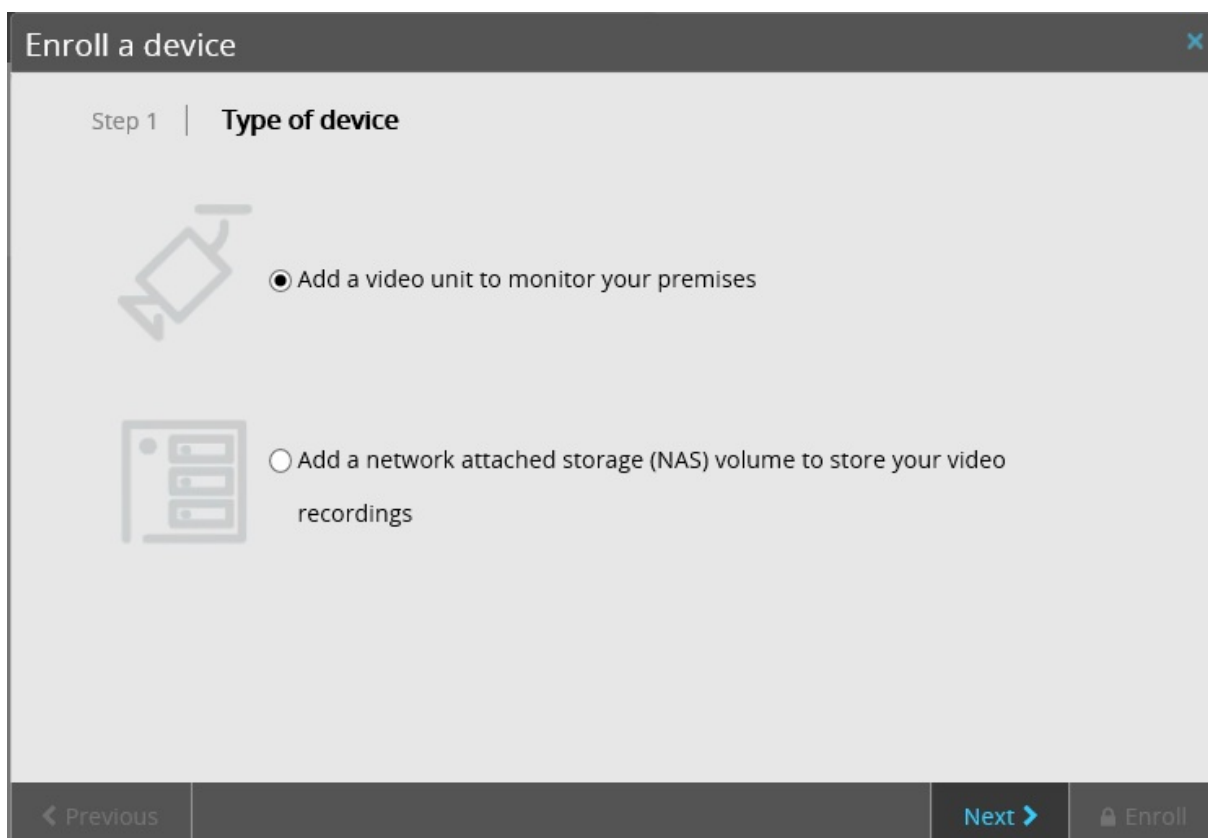 Enroll a device
Step 1
Type of device
Add a video unit to monitor your premises
Add a network attached storage (NAS) volume to store your video
recordings
Previous
Next
Enroll